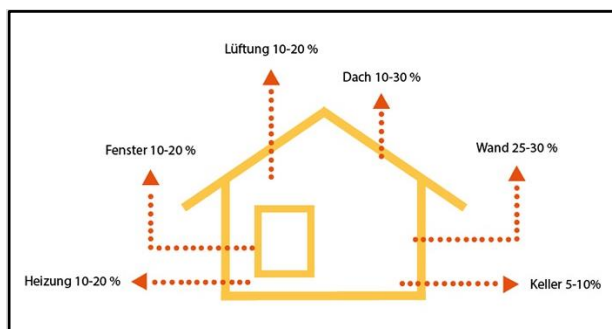 Lüftung 10-20 %
Dach 10-30 %
Fenster 10-20 %
Wand 25-30 %
Heizung 10-20 %
Keller 5-10%